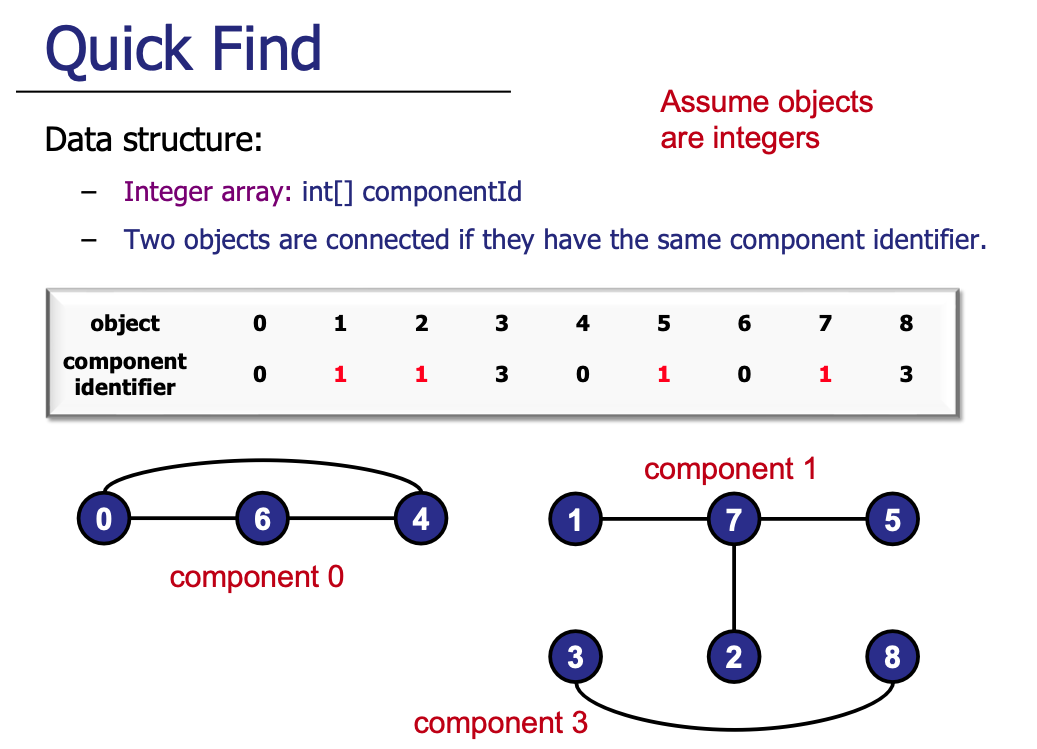 Quick Find
Assume objects
are integers
Data structure:
– Integer array: int[] componentId
– Two objects are connected if they have the same component identifier.
object 0 1 2 3 4 5 6 7 8
component
identifier 0 1 1 3 0 1 0 1 3
component 1
0 6 4 1 7 5
component 0
3 2 8
component 3